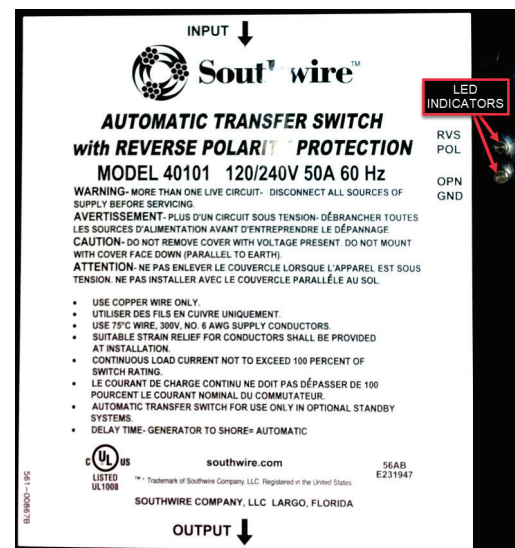 INPUT
Southwire™
LED
INDICATORS
AUTOMATIC TRANSFER SWITCH
with REVERSE POLARITY PROTECTION
RVS
POL
MODEL 40101 120/240V 50A 60 Hz
OPN
GND
WARNING- MORE THAN ONE LIVE CIRCUIT- DISCONNECT ALL SOURCES OF
SUPPLY BEFORE SERVICING.
AVERTISSEMENT- PLUS D'UN CIRCUIT SOUS TENSION- DÉBRANCHER TOUTES
LES SOURCES D'ALIMENTATION AVANT D'ENTREPRENDRE LE DÉPANNAGE
CAUTION- DO NOT REMOVE COVER WITH VOLTAGE PRESENT. DO NOT MOUNT
WITH COVER FACE DOWN (PARALLEL TO EARTH).
ATTENTION- NE PAS ENLEVER LE COUVERCLE LORSQUE L'APPAREIL EST SOUS
TENSION. NE PAS INSTALLER AVEC LE COUVERCLE PARALLÉLE AU SOL.
• USE COPPER WIRE ONLY.
• UTILISER DES FILS EN CUIVRE UNIQUEMENT.
• USE 75°C WIRE, 300V, NO. 6 AWG SUPPLY CONDUCTORS.
• SUITABLE STRAIN RELIEF FOR CONDUCTORS SHALL BE PROVIDED
AT INSTALLATION.
• CONTINUOUS LOAD CURRENT NOT TO EXCEED 100 PERCENT OF
SWITCH RATING.
• LE COURANT DE CHARGE CONTINU NE DOIT PAS DÉPASSER DE 100
POURCENT LE COURANT NOMINAL DU COMMUTATEUR.
• AUTOMATIC TRANSFER SWITCH FOR USE ONLY IN OPTIONAL STANDBY
SYSTEMS.
• DELAY TIME- GENERATOR TO SHORE= AUTOMATIC
C UL US
LISTED
UL1008
southwire.com
56AB
E231947
™ - Trademark of Southwire Company, LLC. Registered in the United States
561-00867B
SOUTHWIRE COMPANY, LLC LARGO, FLORIDA
OUTPUT